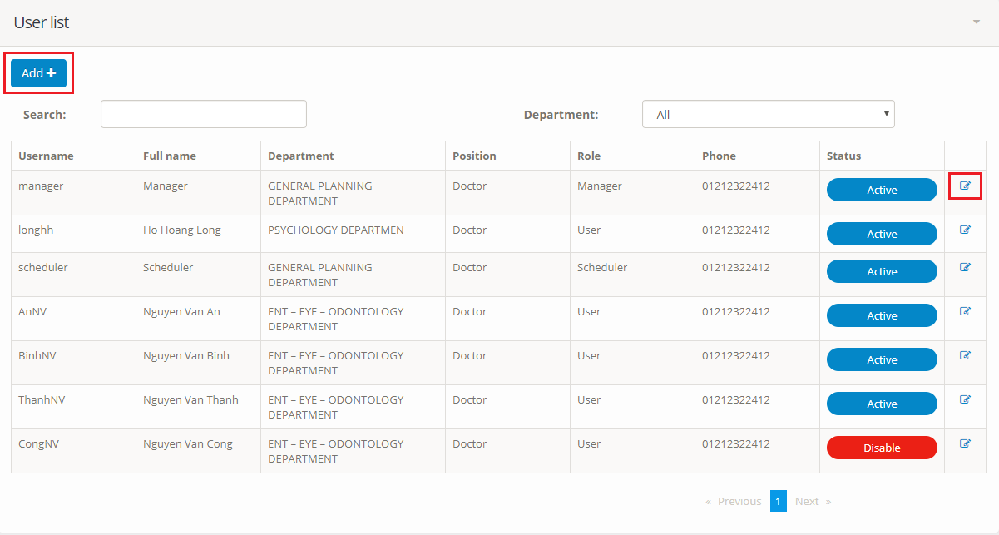 User list
Add
Search:
Department:
All
Username Full name Department Position Role Phone Status
manager Manager GENERAL PLANNING DEPARTMENT Doctor Manager 01212322412 Active
longhh Ho Hoang Long PSYCHOLOGY DEPARTMEN Doctor User 01212322412 Active
scheduler Scheduler GENERAL PLANNING DEPARTMENT Doctor Scheduler 01212322412 Active
AnNV Nguyen Van An ENT – EYE – ODONTOLOGY DEPARTMENT Doctor User 01212322412 Active
BinhNV Nguyen Van Binh ENT – EYE – ODONTOLOGY DEPARTMENT Doctor User 01212322412 Active
ThanhNV Nguyen Van Thanh ENT – EYE – ODONTOLOGY DEPARTMENT Doctor User 01212322412 Active
CongNV Nguyen Van Cong ENT – EYE – ODONTOLOGY DEPARTMENT Doctor User 01212322412 Disable
« Previous 1 Next »